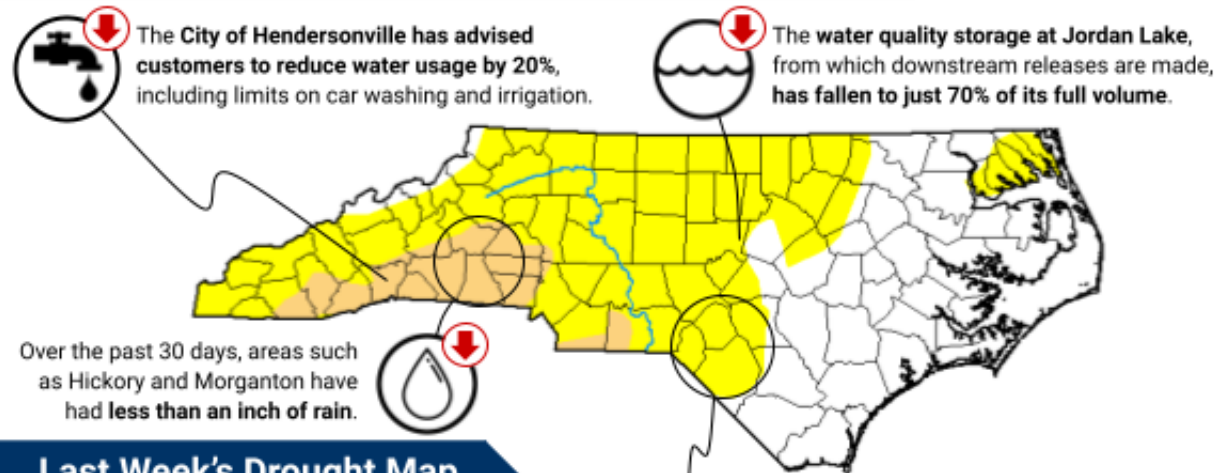 The City of Hendersonville has advised
customers to reduce water usage by 20%,
including limits on car washing and irrigation.
The water quality storage at Jordan Lake,
from which downstream releases are made,
has fallen to just 70% of its full volume.
Over the past 30 days, areas such
as Hickory and Morganton have
had less than an inch of rain.
Last Week's Drought Map